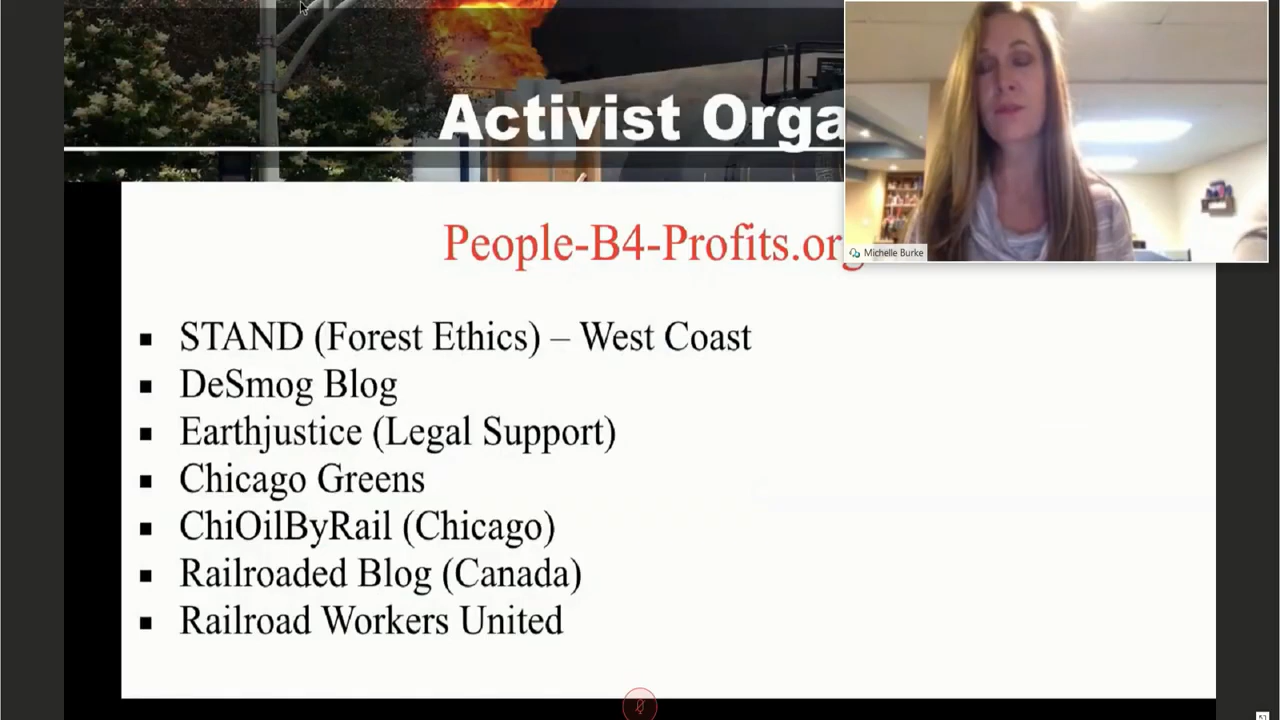 Activist Orga
People-B4-Profits.org
Michelle Burke
▪ STAND (Forest Ethics) – West Coast
▪ DeSmog Blog
▪ Earthjustice (Legal Support)
▪ Chicago Greens
▪ ChiOilByRail (Chicago)
▪ Railroaded Blog (Canada)
▪ Railroad Workers United